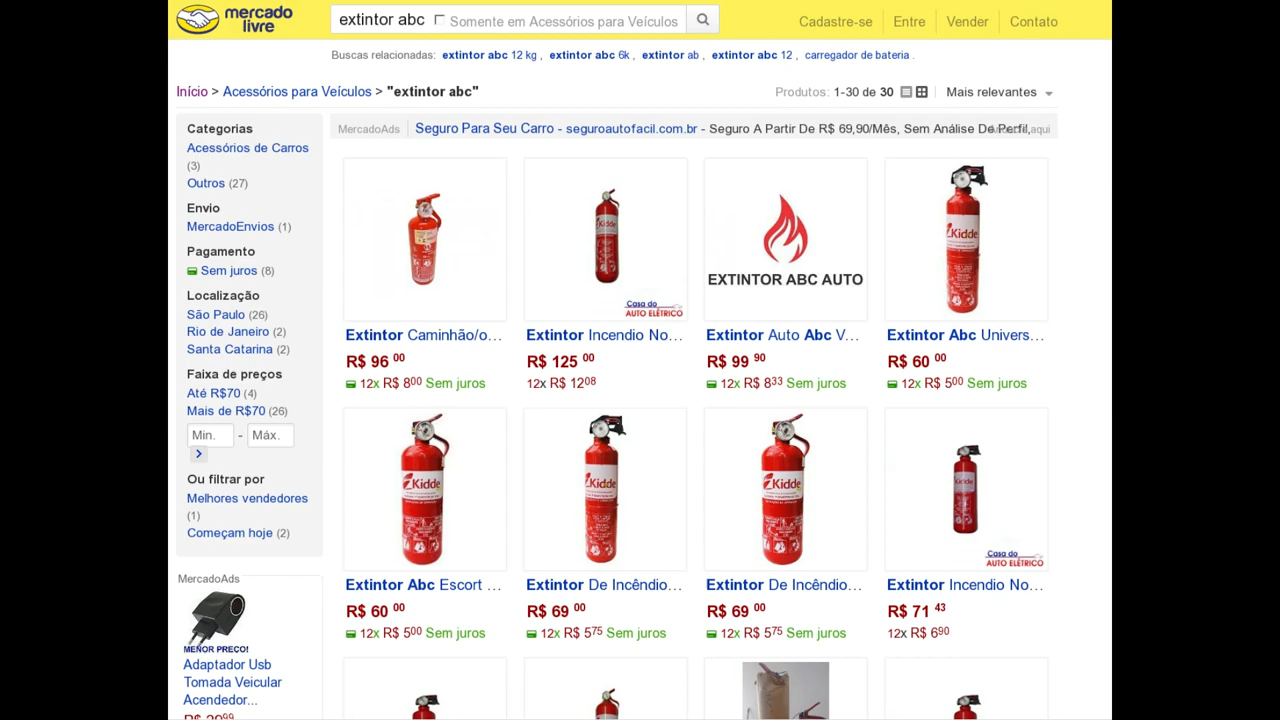 mercado
livre
extintor abc
Somente em Acessórios para Veículos
Cadastre-se
Entre
Vender
Contato
Buscas relacionadas: extintor abc 12 kg , extintor abc 6k , extintor ab , extintor abc 12 , carregador de bateria .
Início > Acessórios para Veículos > "extintor abc"
Produtos: 1-30 de 30
Mais relevantes
Categorias
Acessórios de Carros
(3)
Outros (27)
Envio
MercadoEnvios (1)
Pagamento
Sem juros (8)
Localização
São Paulo (26)
Rio de Janeiro (2)
Santa Catarina (2)
Faixa de preços
Até R$70 (4)
Mais de R$70 (26)
Min. - Máx.
Ou filtrar por
Melhores vendedores
(1)
Começam hoje (2)
MercadoAds
MENOR PREÇO!
Adaptador Usb
Tomada Veicular
Acendedor...
MercadoAds
Seguro Para Seu Carro - seguroautofacil.com.br - Seguro A Partir De R$ 69,90/Mês, Sem Análise De Perfil,
aqui
Kidde
Casa do
AUTO ELÉTRICO
EXTINTOR ABC AUTO
Kidde
Extintor Caminhão/o...
R$ 96 00
12x R$ 8 00 Sem juros
Extintor Incendio No...
R$ 125 00
12x R$ 12 08
Extintor Auto Abc V...
R$ 99 90
12x R$ 8 33 Sem juros
Extintor Abc Univers...
R$ 60 00
12x R$ 5 00 Sem juros
Kidde
Kidde
Kidde
Casa do
AUTO ELÉTRICO
Extintor Abc Escort ...
R$ 60 00
12x R$ 5 00 Sem juros
Extintor De Incêndio...
R$ 69 00
12x R$ 5 75 Sem juros
Extintor De Incêndio...
R$ 69 00
12x R$ 5 75 Sem juros
Extintor Incendio No...
R$ 71 43
12x R$ 6 90